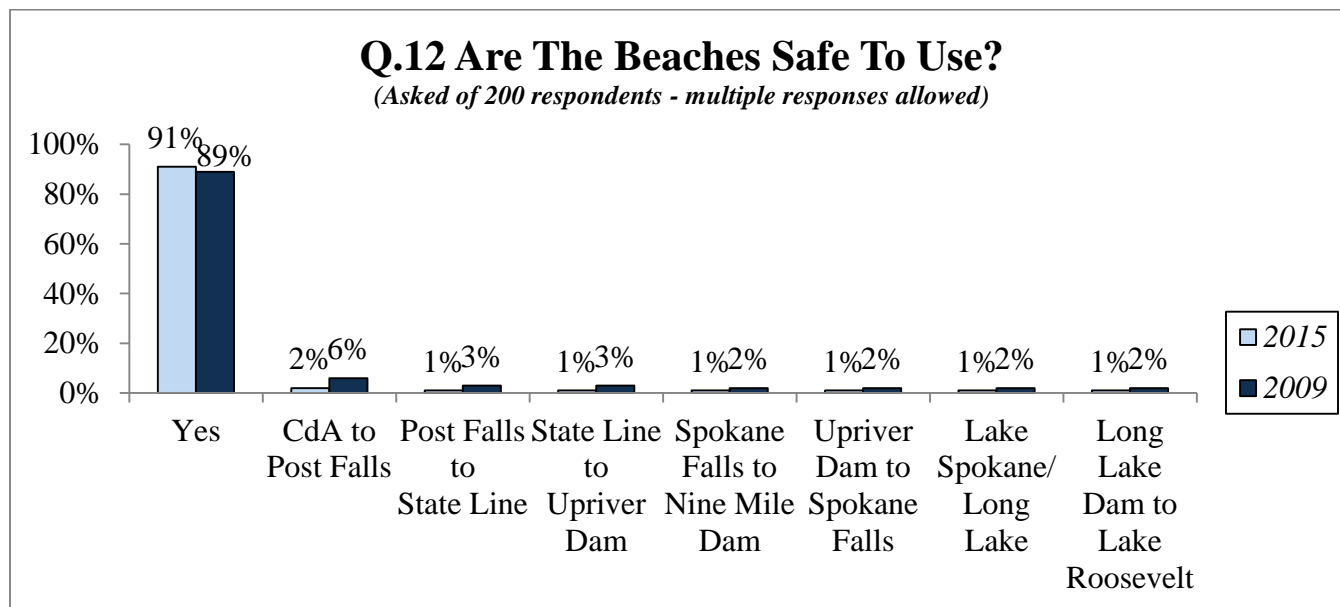 Q.12 Are The Beaches Safe To Use?
(Asked of 200 respondents - multiple responses allowed)
100%
80%
60%
40%
20%
0%
91%
89%
2%
6%
1%
3%
1%
3%
1%
2%
1%
2%
1%
2%
1%
2%
Yes
CdA to
Post Falls
Post Falls
to
State Line
State Line
to
Upriver
Dam
Spokane
Falls to
Nine Mile
Dam
Upriver
Dam to
Spokane
Falls
Lake
Spokane/
Long
Lake
Long
Lake
Dam to
Lake
Roosevelt
2015
2009